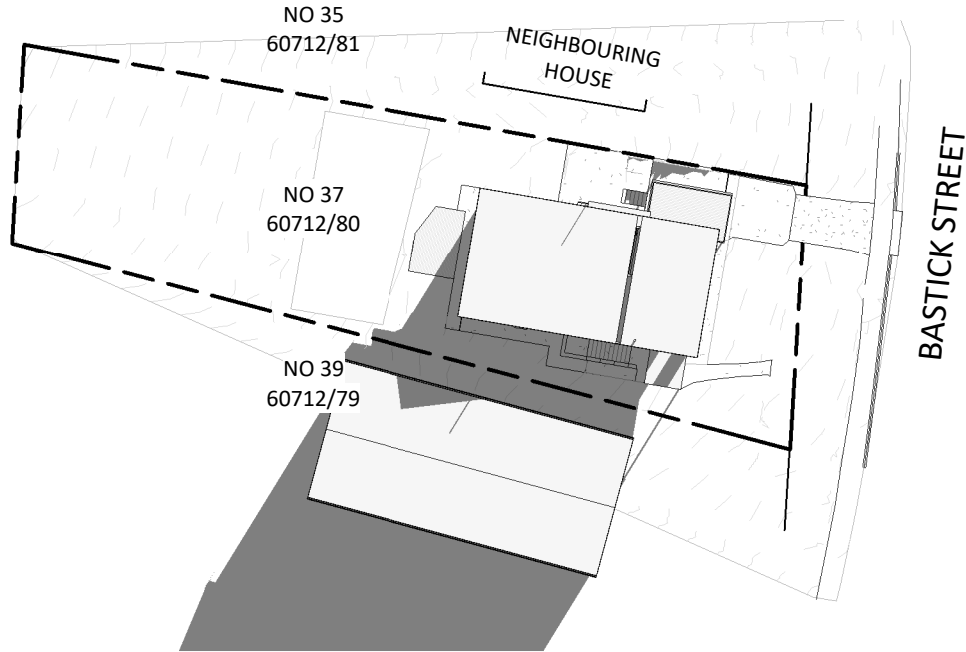 NO 35
60712/81
NEIGHBOURING
HOUSE
NO 37
60712/80
BASTICK STREET
NO 39
60712/79